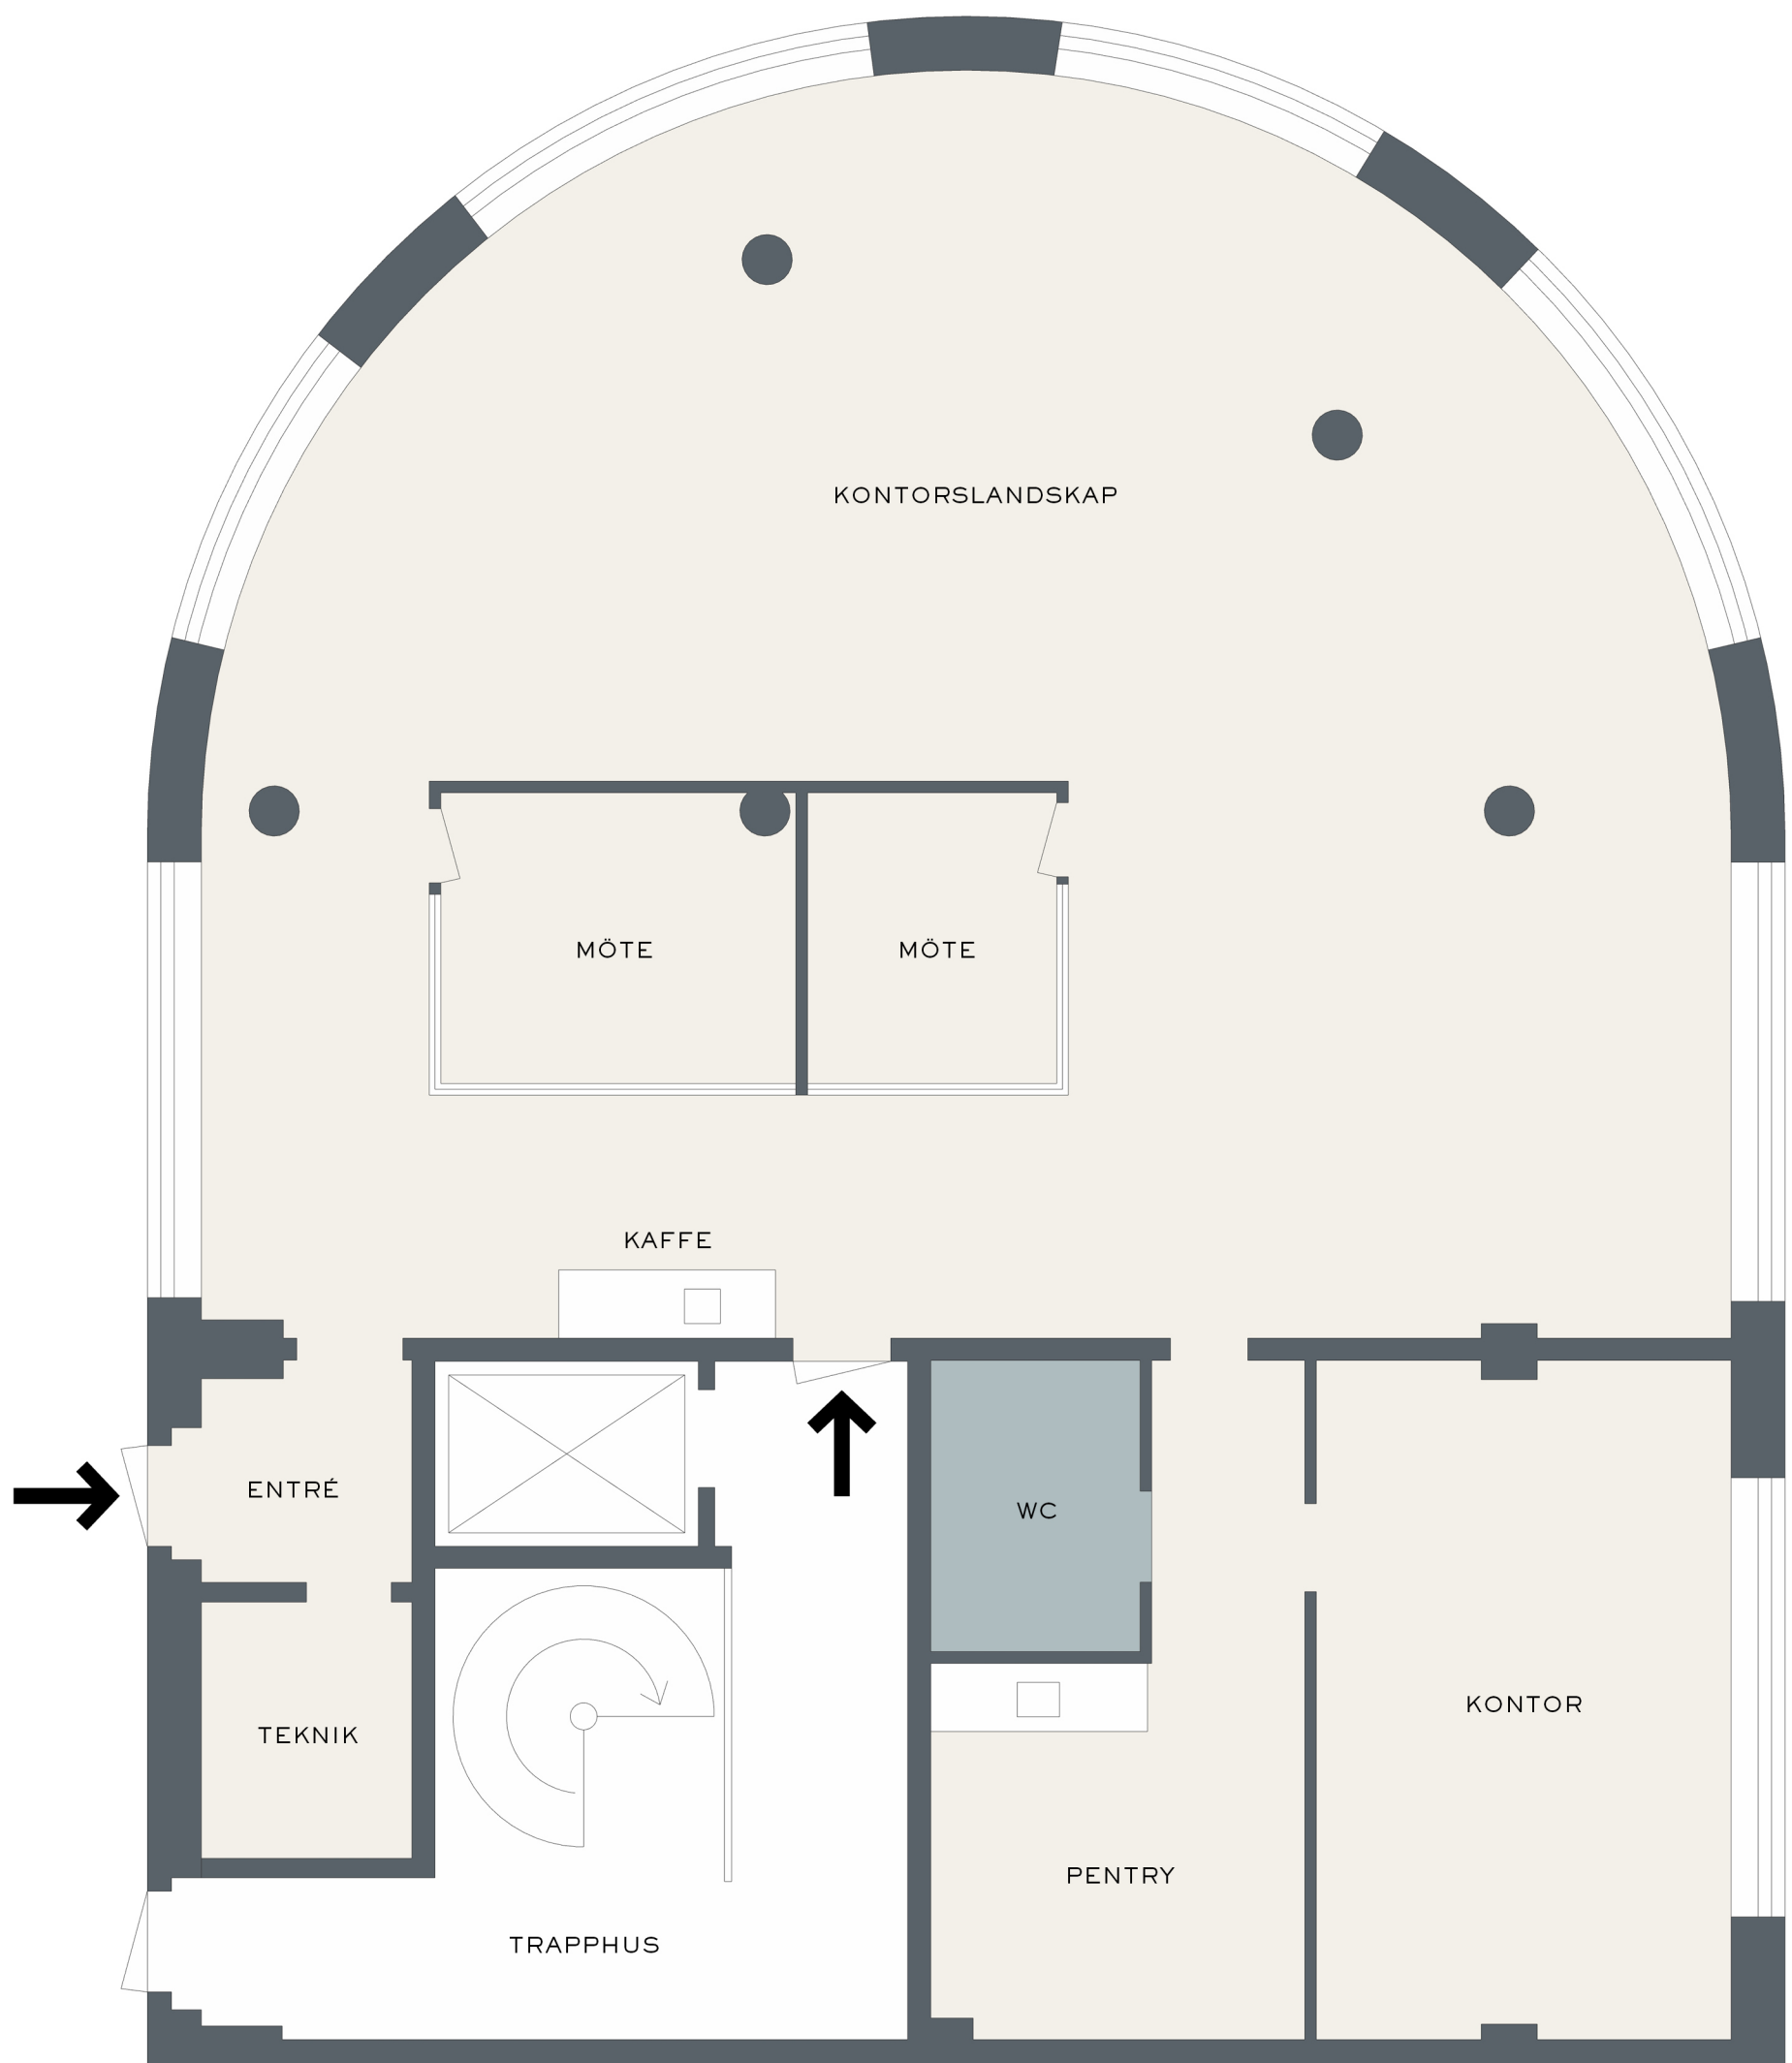 KONTORSLANDSKAP
MÖTE
MÖTE
KAFFE
ENTRÉ
WC
KONTOR
TEKNIK
PENTRY
TRAPPHUS